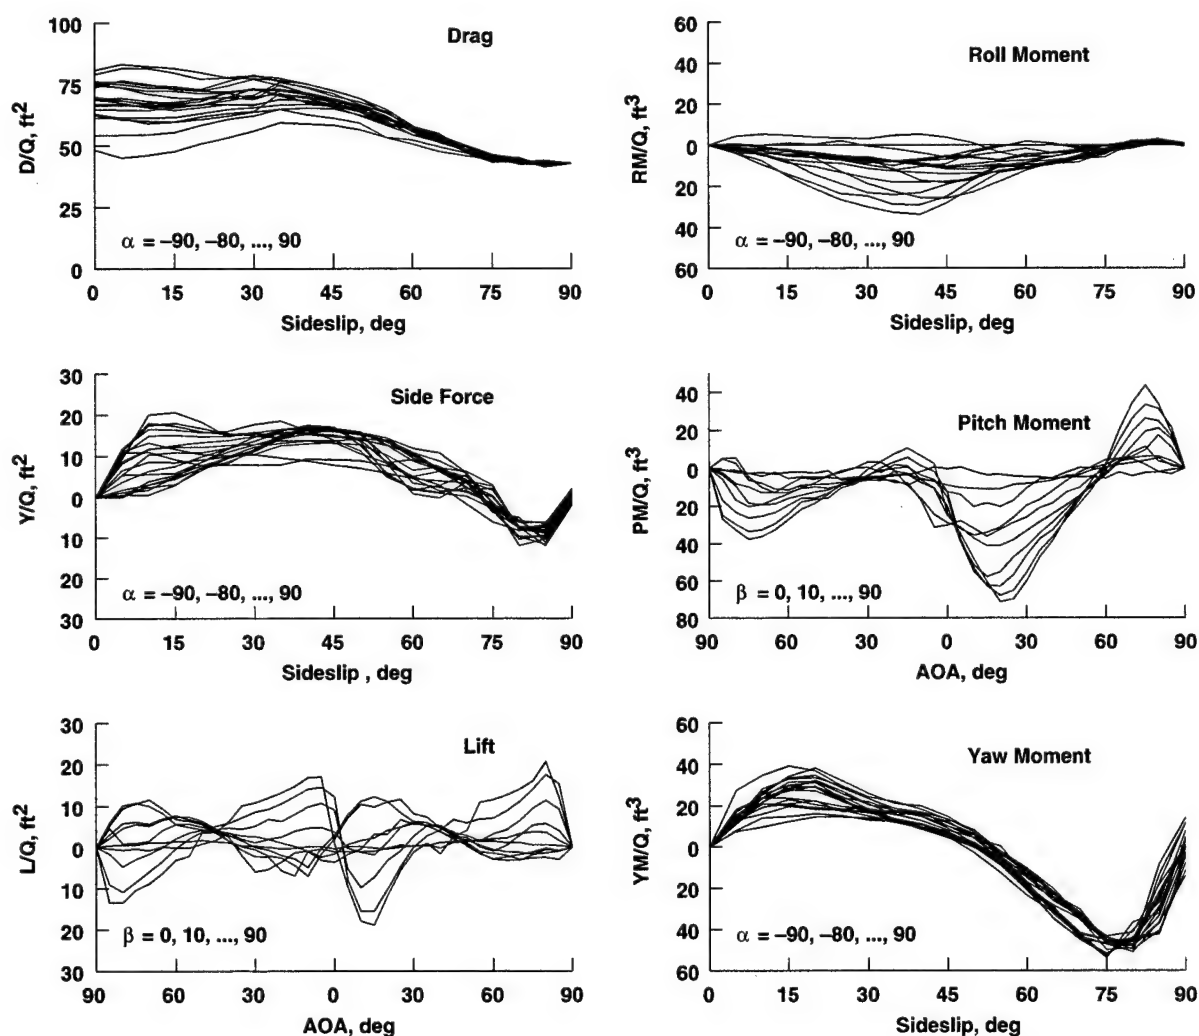 Drag
D/Q, ft2
100
75
50
25
0
α = –90, –80, ..., 90
0 15 30 45 60 75 90
Sideslip, deg
Roll Moment
RM/Q, ft3
60
40
20
0
20
40
60
α = –90, –80, ..., 90
0 15 30 45 60 75 90
Sideslip, deg
Side Force
Y/Q, ft2
30
20
10
0
10
20
30
α = –90, –80, ..., 90
0 15 30 45 60 75 90
Sideslip , deg
Pitch Moment
PM/Q, ft3
40
20
0
20
40
60
80
β = 0, 10, ..., 90
90 60 30 0 30 60 90
AOA, deg
Lift
L/Q, ft2
30
20
10
0
10
20
30
β = 0, 10, ..., 90
90 60 30 0 30 60 90
AOA, deg
Yaw Moment
YM/Q, ft3
60
40
20
0
20
40
60
α = –90, –80, ..., 90
0 15 30 45 60 75 90
Sideslip, deg